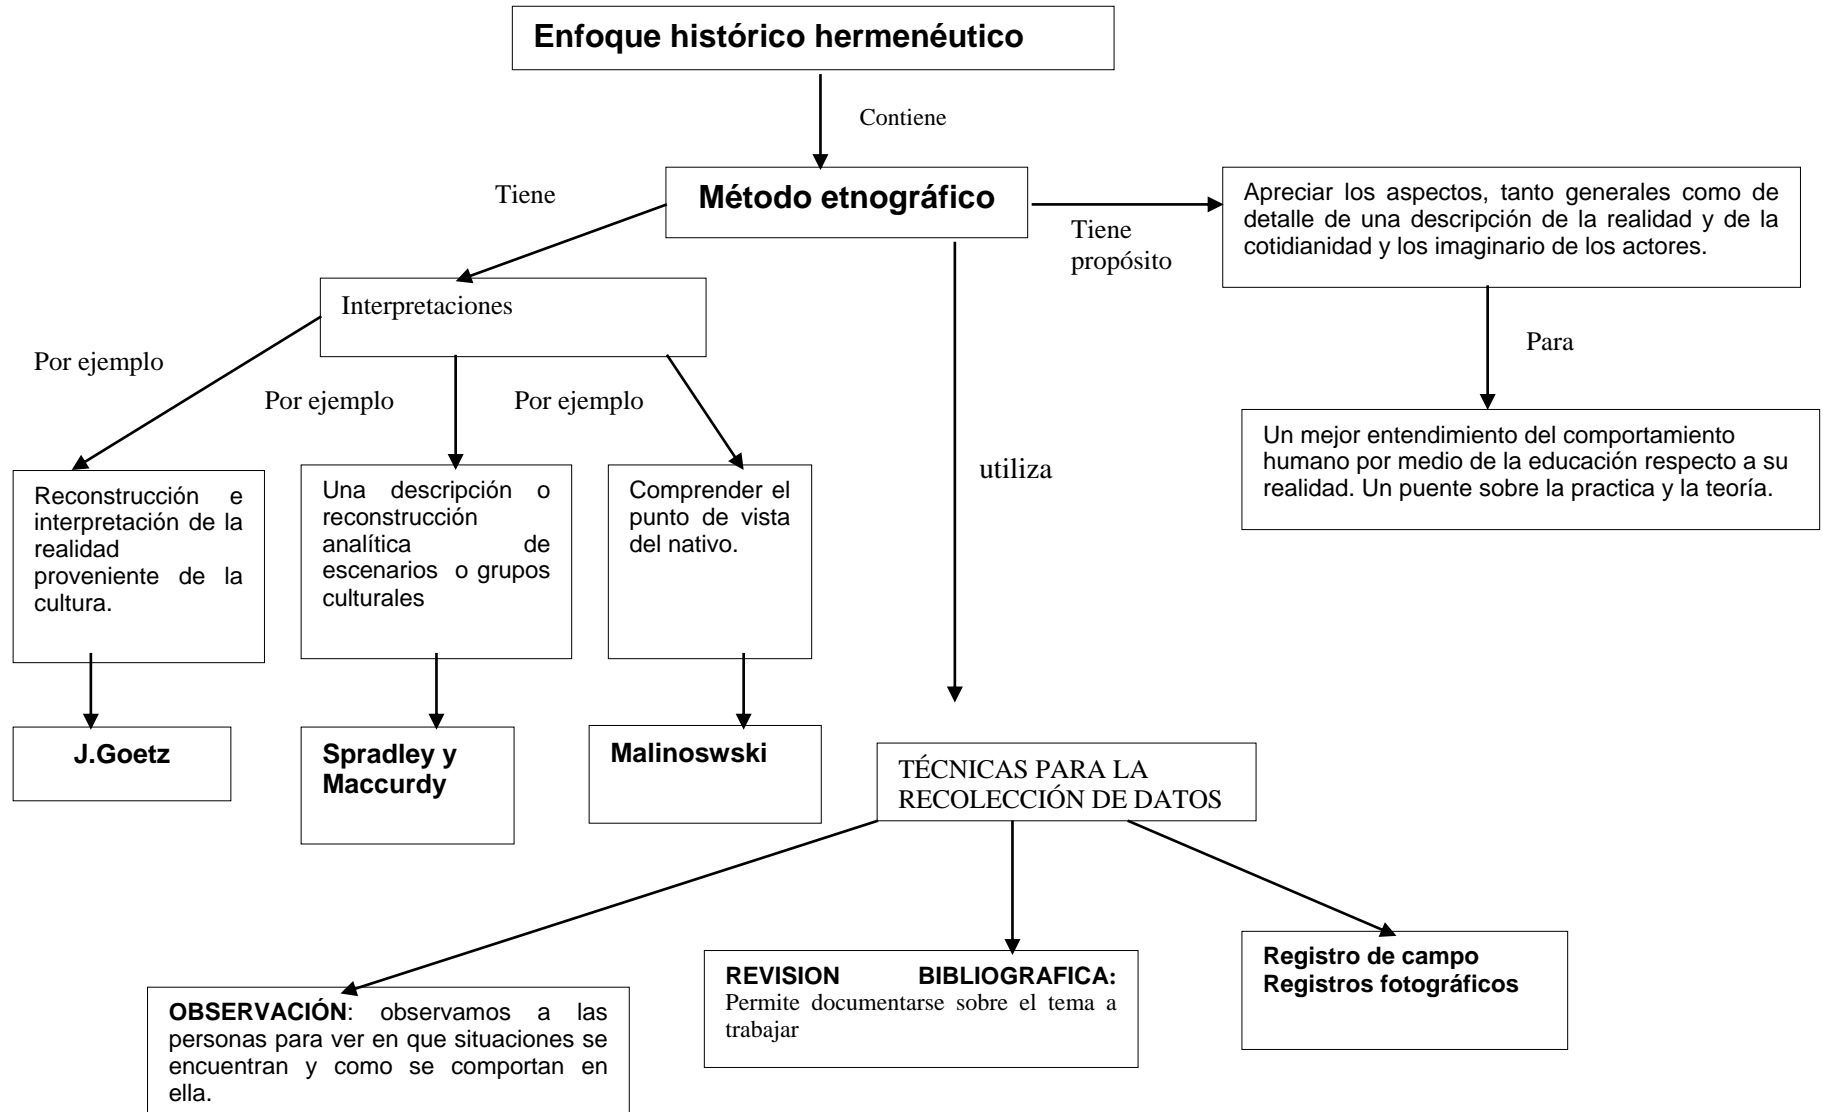 Enfoque histórico hermenéutico
Contiene
Tiene
Método etnográfico
Tiene
propósito
Apreciar los aspectos, tanto generales como de
detalle de una descripción de la realidad y de la
cotidianidad y los imaginario de los actores.
Interpretaciones
Para
Por ejemplo
Por ejemplo
Por ejemplo
utiliza
Un mejor entendimiento del comportamiento
humano por medio de la educación respecto a su
realidad. Un puente sobre la practica y la teoría.
Reconstrucción e
interpretación de la
realidad
proveniente de la
cultura.
Una descripción o
reconstrucción
analítica de
escenarios o grupos
culturales
Comprender el
punto de vista
del nativo.
J.Goetz
Spradley y
Maccurdy
Malinoswski
TÉCNICAS PARA LA
RECOLECCIÓN DE DATOS
OBSERVACIÓN: observamos a las
personas para ver en que situaciones se
encuentran y como se comportan en
ella.
REVISION BIBLIOGRAFICA:
Permite documentarse sobre el tema a
trabajar
Registro de campo
Registros fotográficos